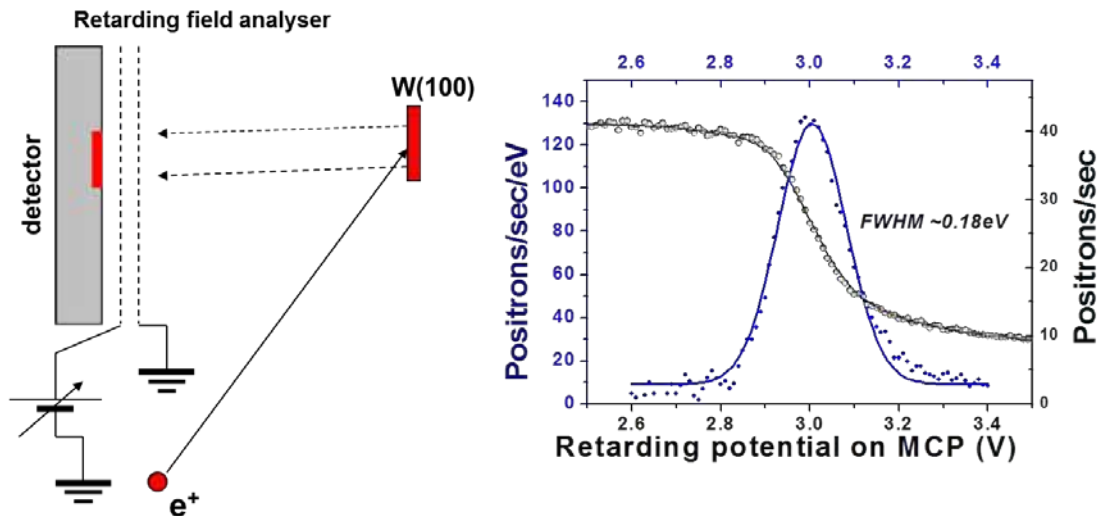 Retarding field analyser
W(100)
detector
e+
2.6 2.8 3.0 3.2 3.4
Positrons/sec/eV
140
120
100
80
60
40
20
0
FWHM ~0.18eV
40
30
20
10
0
Positrons/sec
2.6 2.8 3.0 3.2 3.4
Retarding potential on MCP (V)